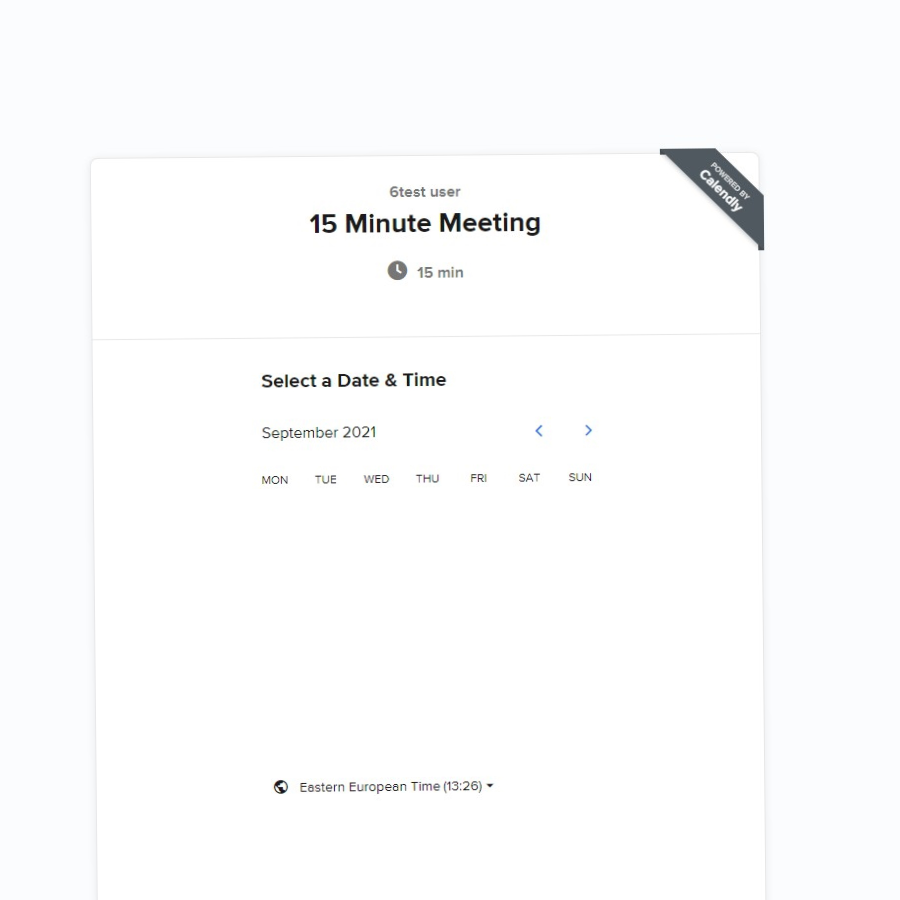 POWERED BY
Calendly
6test user
15 Minute Meeting
15 min
Select a Date & Time
September 2021
MON TUE WED THU FRI SAT SUN
Eastern European Time (13:26)